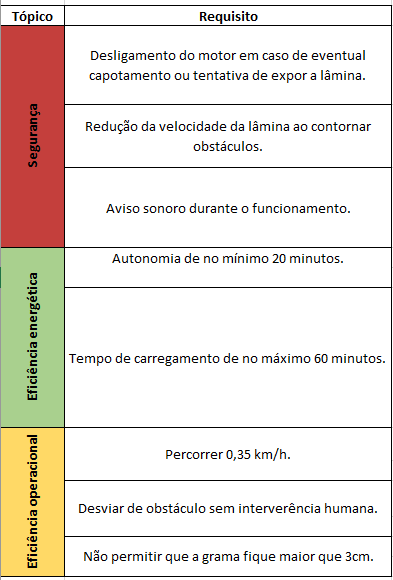 Tópico
Requisito
Segurança
Desligamento do motor em caso de eventual
capotamento ou tentativa de expor a lâmina.
Redução da velocidade da lâmina ao contornar
obstáculos.
Aviso sonoro durante o funcionamento.
Eficiência energética
Autonomia de no mínimo 20 minutos.
Tempo de carregamento de no máximo 60 minutos.
Eficiência operacional
Percorrer 0,35 km/h.
Desviar de obstáculo sem interverência humana.
Não permitir que a grama fique maior que 3cm.